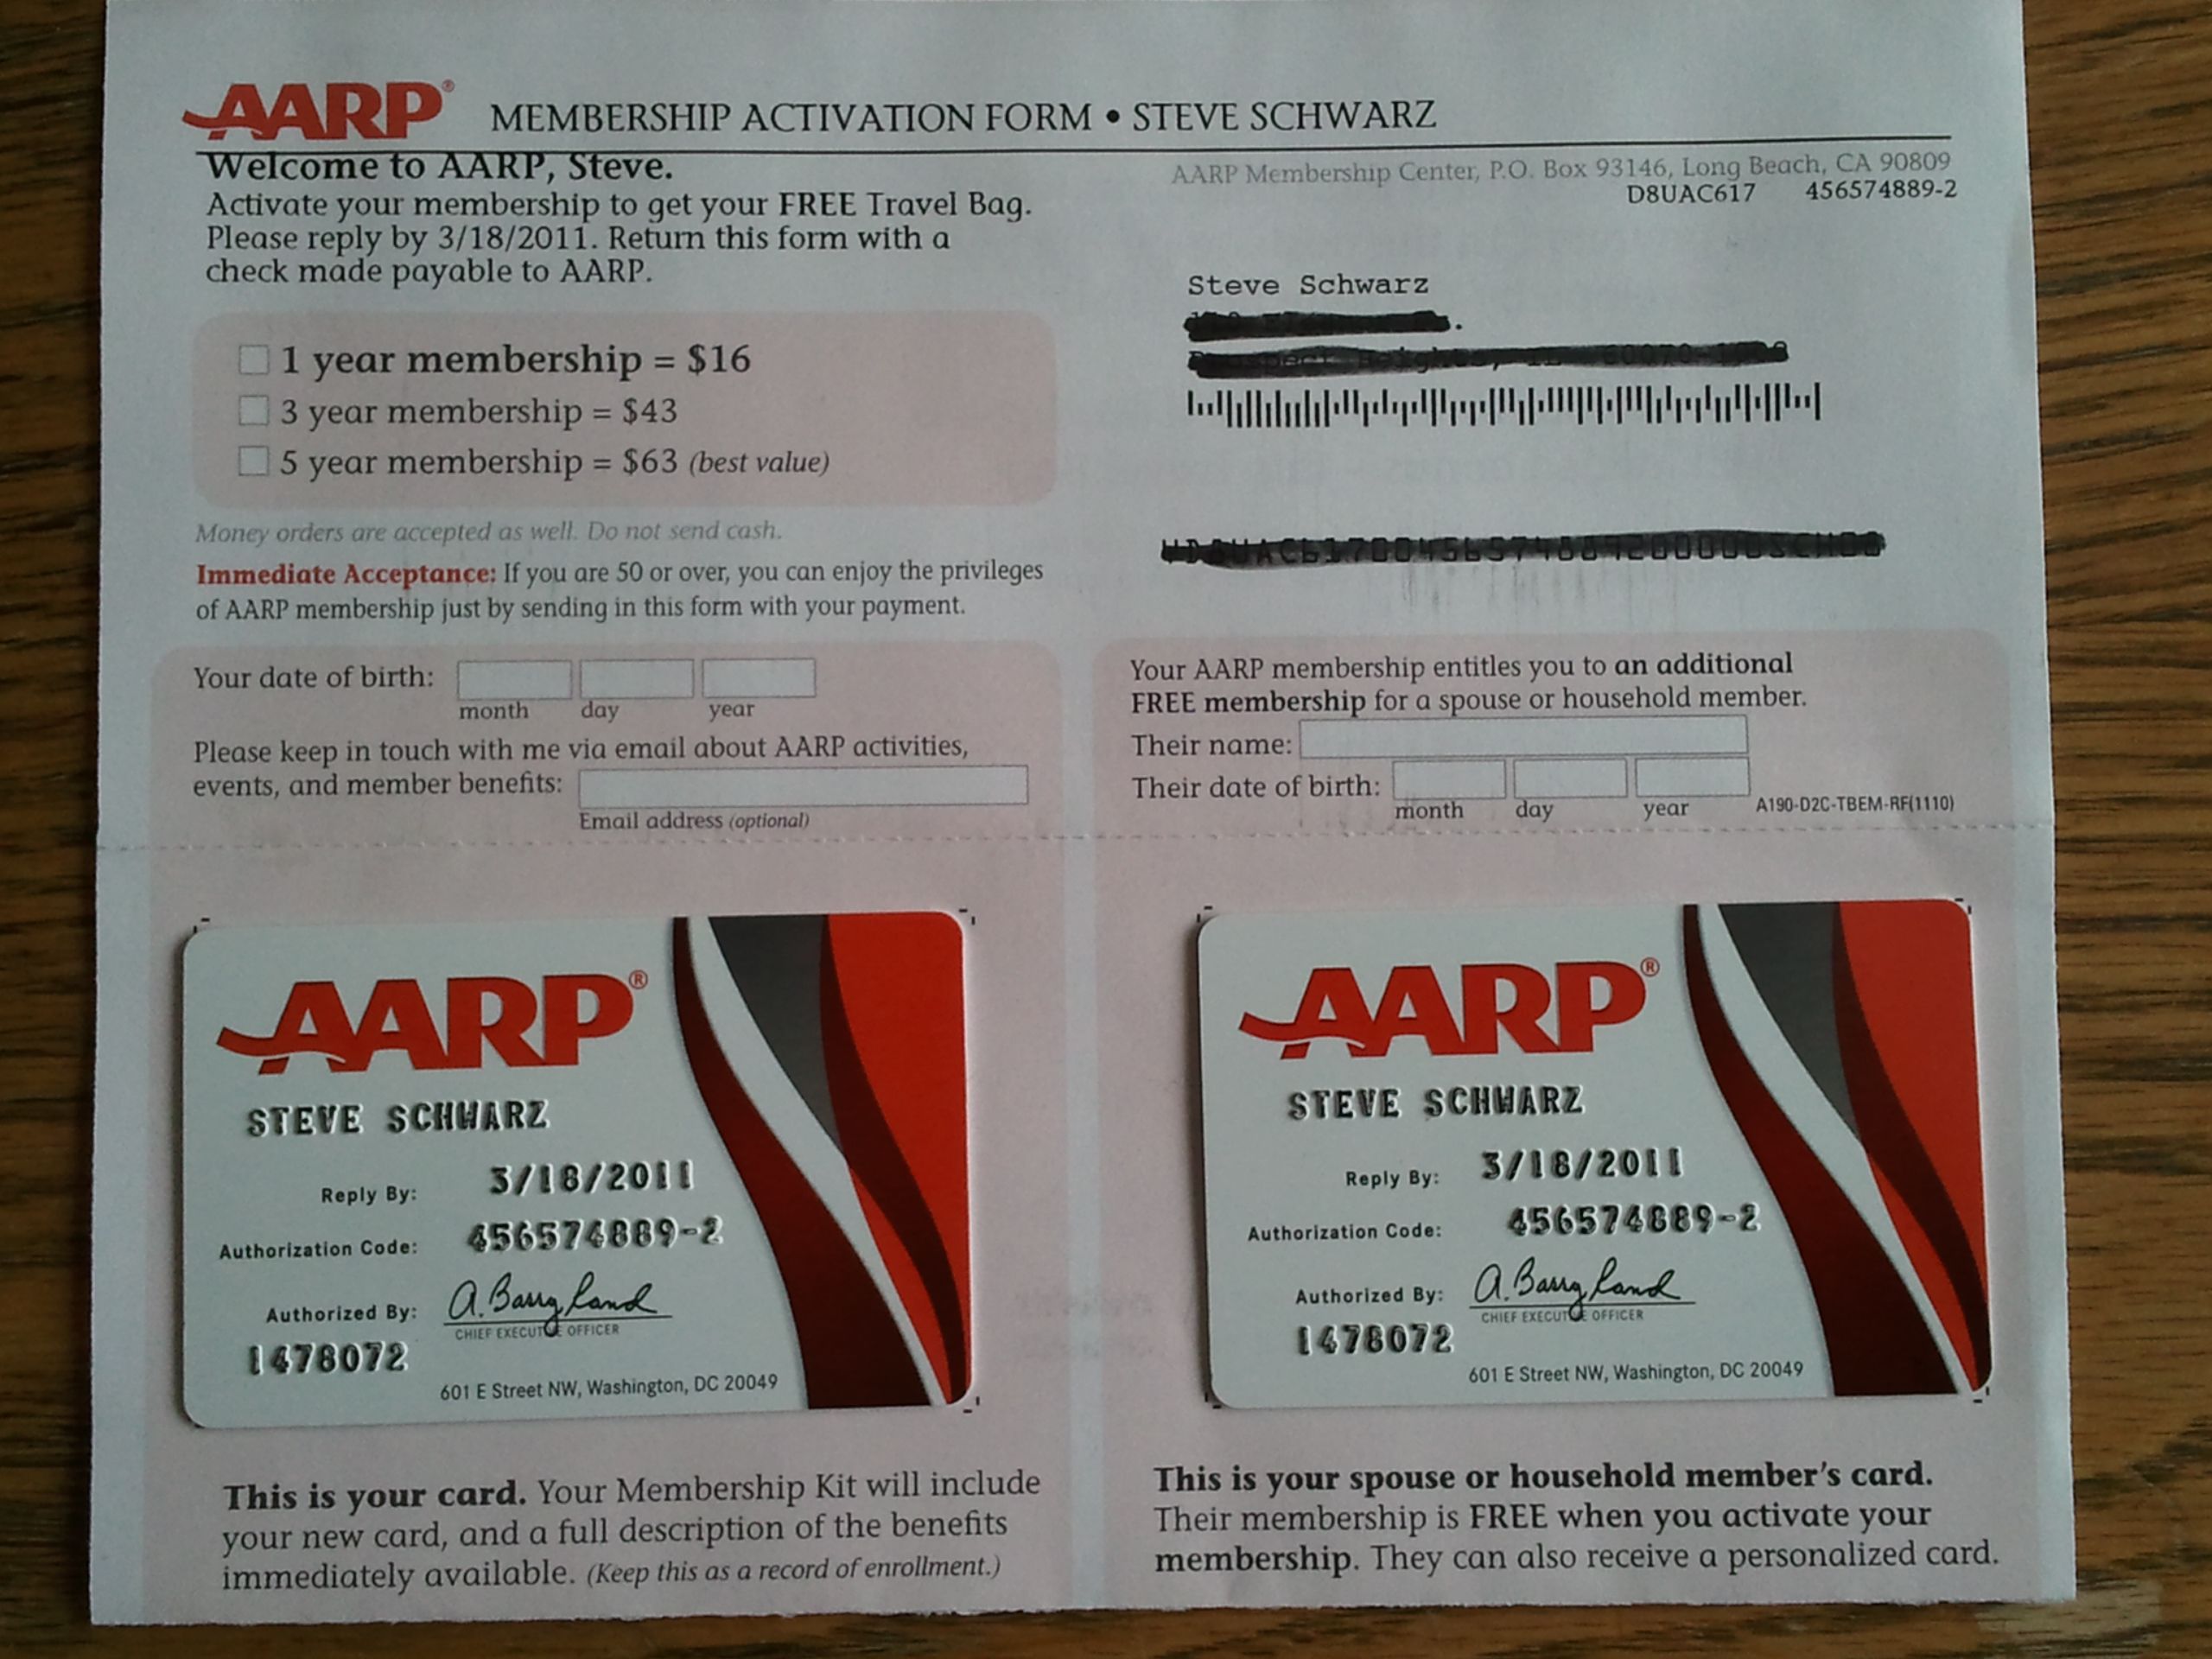 AARP® MEMBERSHIP ACTIVATION FORM • STEVE SCHWARZ
Welcome to AARP, Steve.
Activate your membership to get your FREE Travel Bag.
Please reply by 3/18/2011. Return this form with a
check made payable to AARP.
1 year membership = $16
3 year membership = $43
5 year membership = $63 (best value)
Money orders are accepted as well. Do not send cash.
Immediate Acceptance: If you are 50 or over, you can enjoy the privileges
of AARP membership just by sending in this form with your payment.
AARP Membership Center, P.O. Box 93146, Long Beach, CA 90809
D8UAC617 456574889-2
Steve Schwarz
Your date of birth:
month day year
Please keep in touch with me via email about AARP activities,
events, and member benefits:
Email address (optional)
Your AARP membership entitles you to an additional
FREE membership for a spouse or household member.
Their name:
Their date of birth:
month day year A190-D2C-TBEM-RF(1110)
AARP®
STEVE SCHWARZ
Reply By: 3/18/2011
Authorization Code: 456574889-2
Authorized By: A. Barry Rand
CHIEF EXECUTIVE OFFICER
1478072
601 E Street NW, Washington, DC 20049
This is your card. Your Membership Kit will include
your new card, and a full description of the benefits
immediately available. (Keep this as a record of enrollment.)
AARP®
STEVE SCHWARZ
Reply By: 3/18/2011
Authorization Code: 456574889-2
Authorized By: A. Barry Rand
CHIEF EXECUTIVE OFFICER
1478072
601 E Street NW, Washington, DC 20049
This is your spouse or household member's card.
Their membership is FREE when you activate your
membership. They can also receive a personalized card.